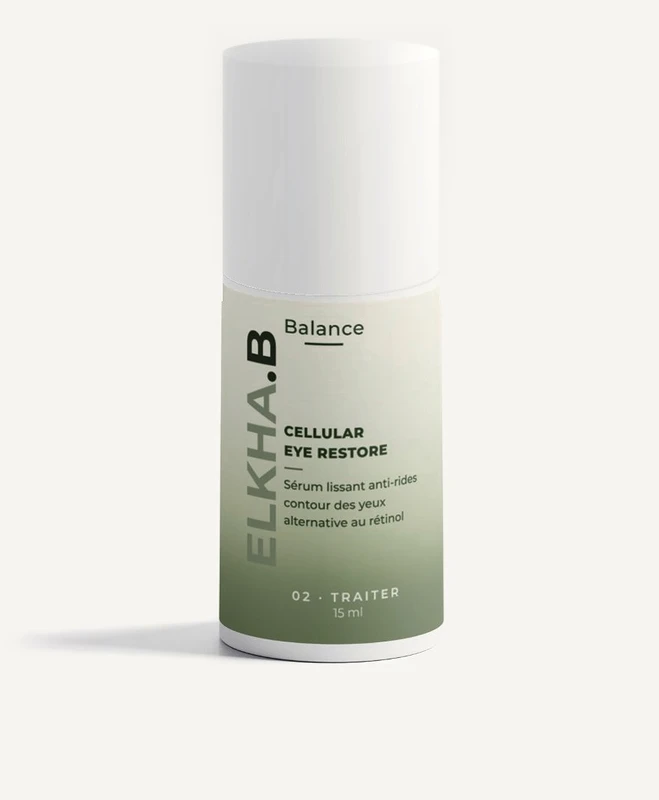 Balance
ELKHA.B
CELLULAR
EYE RESTORE
Sérum lissant anti-rides
contour des yeux
alternative au rétinol
02 · TRAITER
15 ml